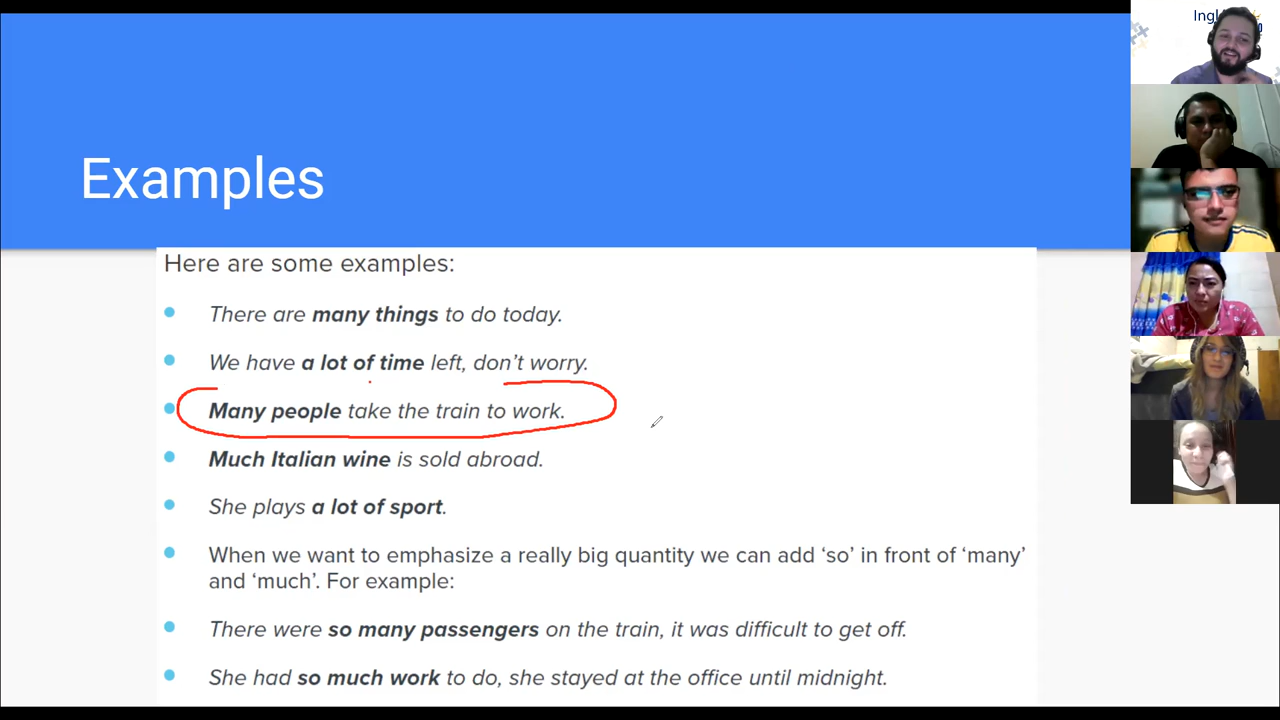 Examples
Here are some examples:
There are many things to do today.
We have a lot of time left, don’t worry.
Many people take the train to work.
Much Italian wine is sold abroad.
She plays a lot of sport.
When we want to emphasize a really big quantity we can add ‘so’ in front of ‘many’
and ‘much’. For example:
There were so many passengers on the train, it was difficult to get off.
She had so much work to do, she stayed at the office until midnight.